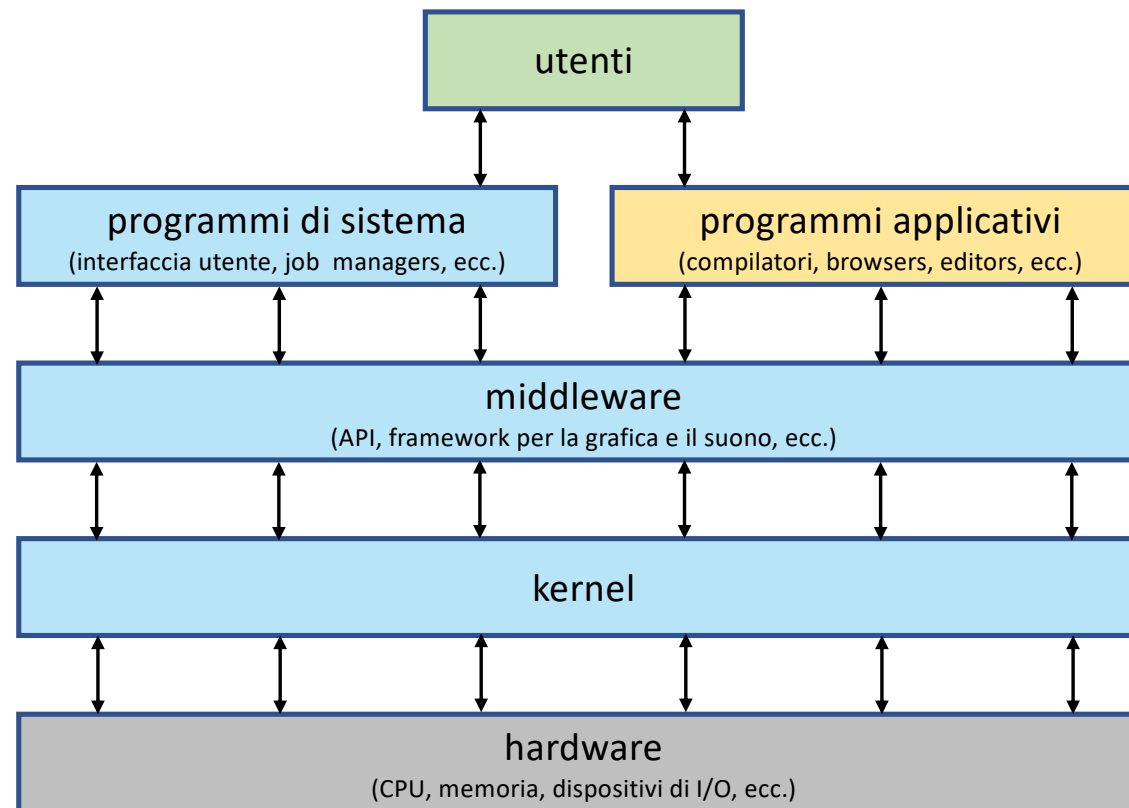 utenti
programmi di sistema
(interfaccia utente, job managers, ecc.)
programmi applicativi
(compilatori, browsers, editors, ecc.)
middleware
(API, framework per la grafica e il suono, ecc.)
kernel
hardware
(CPU, memoria, dispositivi di I/O, ecc.)